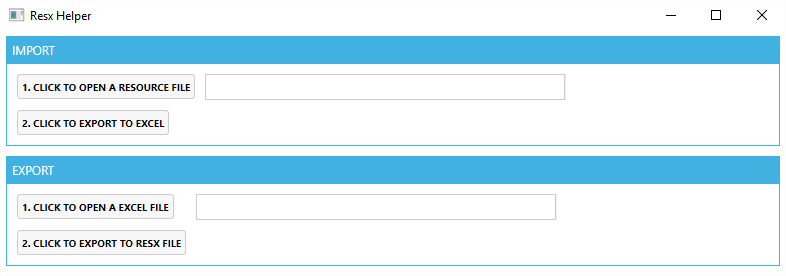 Resx Helper
IMPORT
1. CLICK TO OPEN A RESOURCE FILE
2. CLICK TO EXPORT TO EXCEL
EXPORT
1. CLICK TO OPEN A EXCEL FILE
2. CLICK TO EXPORT TO RESX FILE